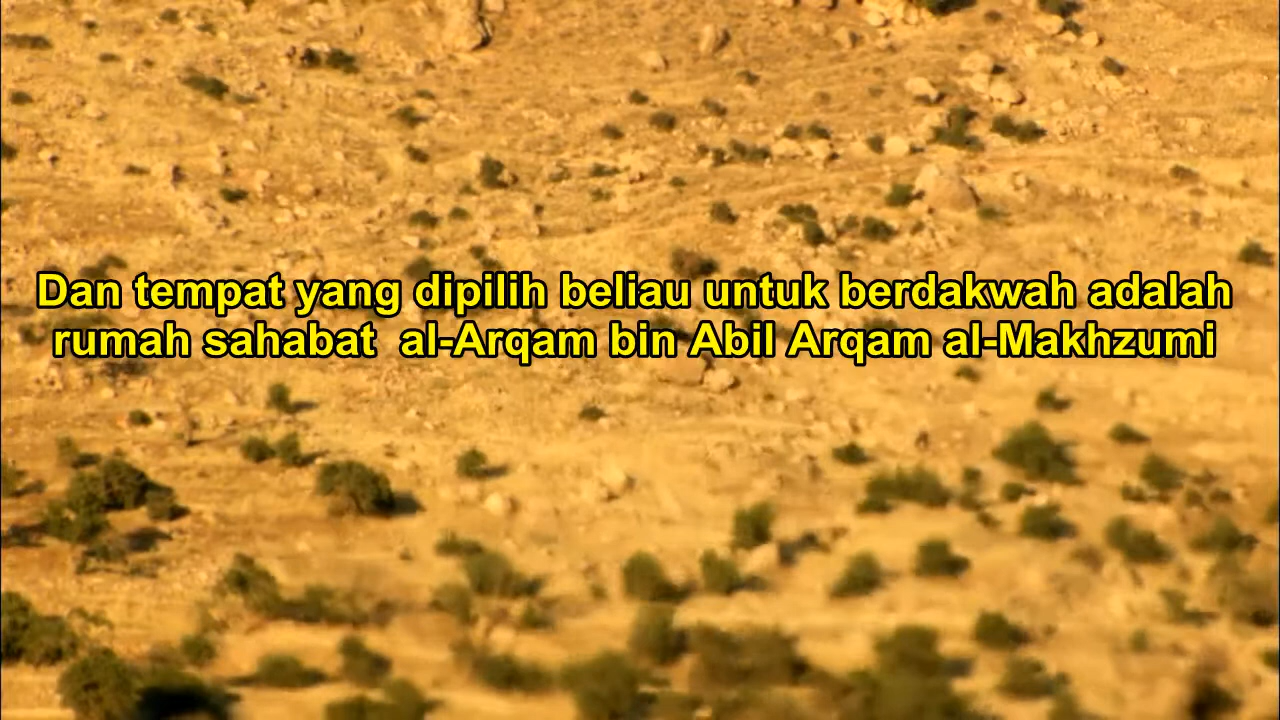 Dan tempat yang dipilih beliau untuk berdakwah adalah
rumah sahabat  al-Arqam bin Abil Arqam al-Makhzumi